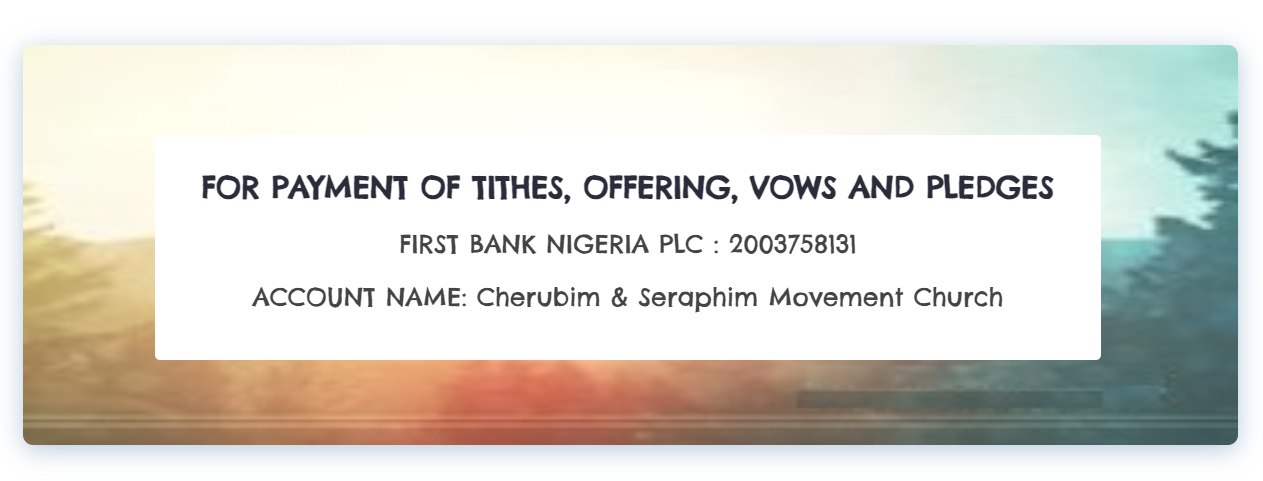 FOR PAYMENT OF TITHES, OFFERING, VOWS AND PLEDGES
FIRST BANK NIGERIA PLC : 2003758131
ACCOUNT NAME: Cherubim & Seraphim Movement Church